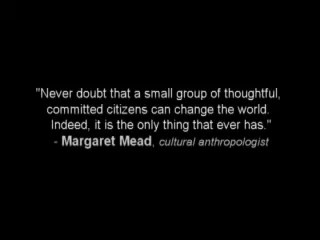 "Never doubt that a small group of thoughtful,
committed citizens can change the world.
Indeed, it is the only thing that ever has."
- Margaret Mead, cultural anthropologist